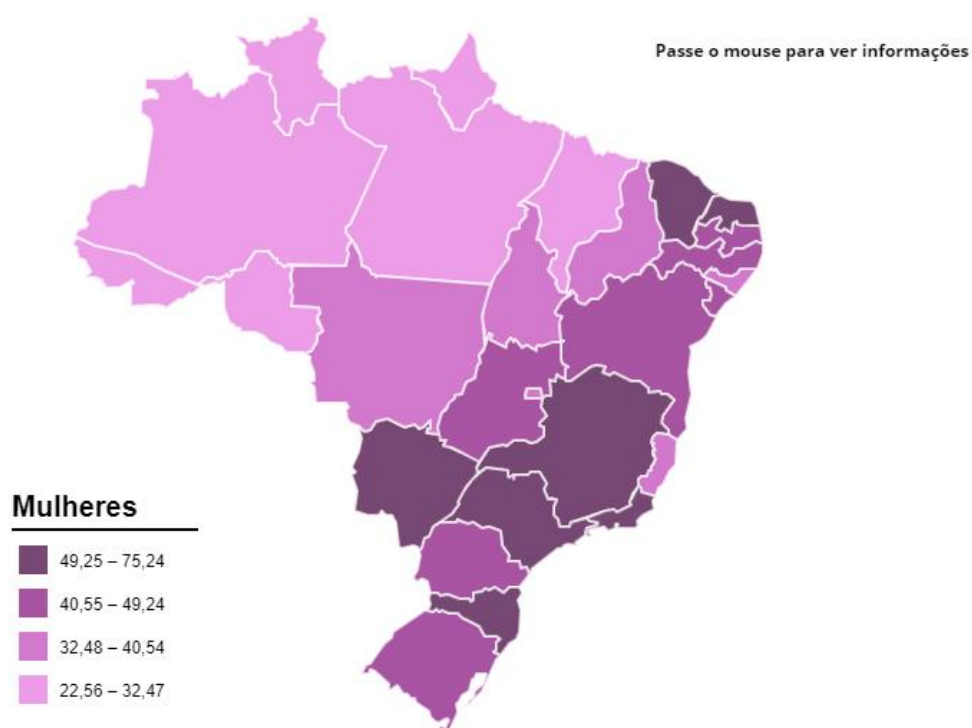 Passe o mouse para ver informações
Mulheres
49,25 – 75,24
40,55 – 49,24
32,48 – 40,54
22,56 – 32,47